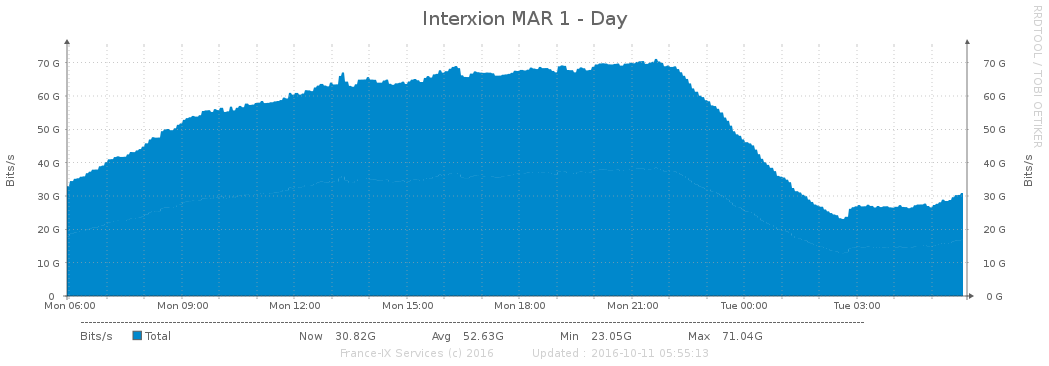 Interxion MAR 1 - Day
RRDTOOL / TOBI OETIKER
Bits/s
70 G 70 G
60 G 60 G
50 G 50 G
40 G 40 G
30 G 30 G
20 G 20 G
10 G 10 G
0 0 G
Bits/s
Mon 06:00 Mon 09:00 Mon 12:00 Mon 15:00 Mon 18:00 Mon 21:00 Tue 00:00 Tue 03:00
Bits/s Total Now 30.82G Avg 52.63G Min 23.05G Max 71.04G
France-IX Services (c) 2016 Updated : 2016-10-11 05:55:13